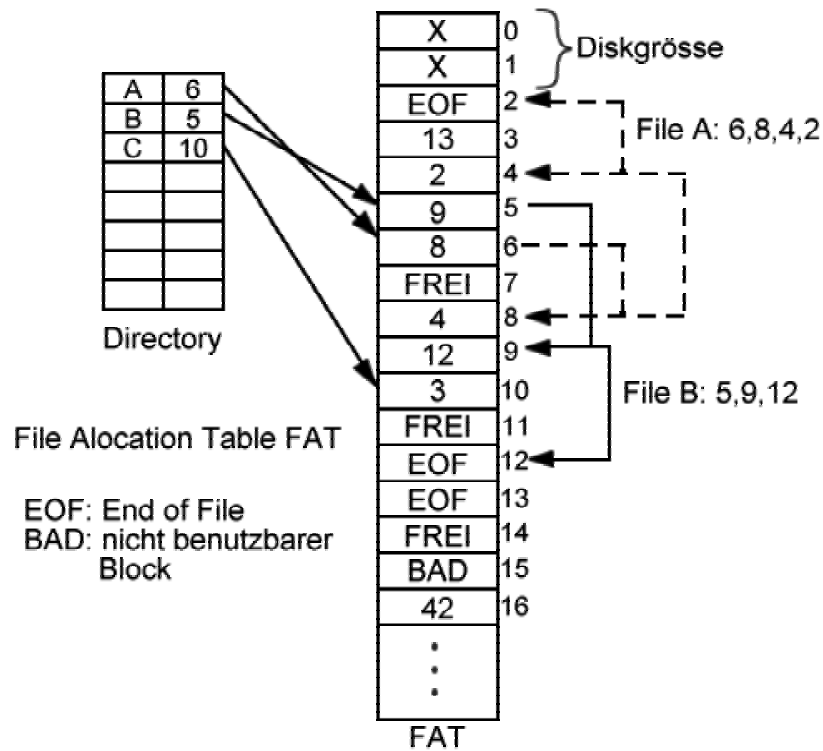 A 6
B 5
C 10
Directory
File Alocation Table FAT
EOF: End of File
BAD: nicht benutzbarer
Block
X 0
X 1
EOF 2
13 3
2 4
9 5
8 6
FREI 7
4 8
12 9
3 10
FREI 11
EOF 12
EOF 13
FREI 14
BAD 15
42 16
FAT
Diskgrösse
File A: 6,8,4,2
File B: 5,9,12